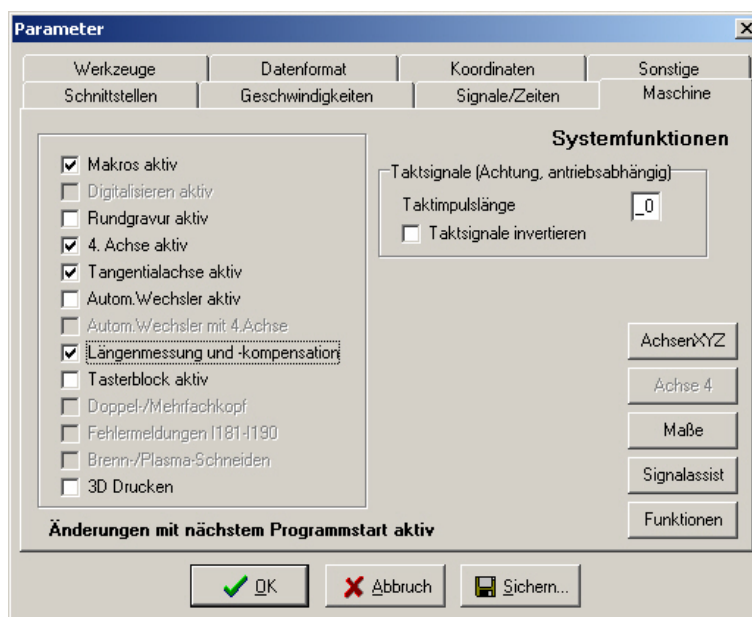 Parameter
Werkzeuge
Datenformat
Koordinaten
Sonstige
Schnittstellen
Geschwindigkeiten
Signale/Zeiten
Maschine
Systemfunktionen
Makros aktiv
Digitalisieren aktiv
Rundgravur aktiv
4. Achse aktiv
Tangentialachse aktiv
Autom.Wechsler aktiv
Autom.Wechsler mit 4.Achse
Längenmessung und -kompensation
Tasterblock aktiv
Doppel-/Mehrfachkopf
Fehlermeldungen I181-I190
Brenn-/Plasma-Schneiden
3D Drucken
Taktsignale (Achtung, antriebsabhängig)
Taktimpulslänge _0
Taktsignale invertieren
AchsenXYZ
Achse 4
Maße
Signalassist
Funktionen
Änderungen mit nächstem Programmstart aktiv
OK
Abbruch
Sichern...